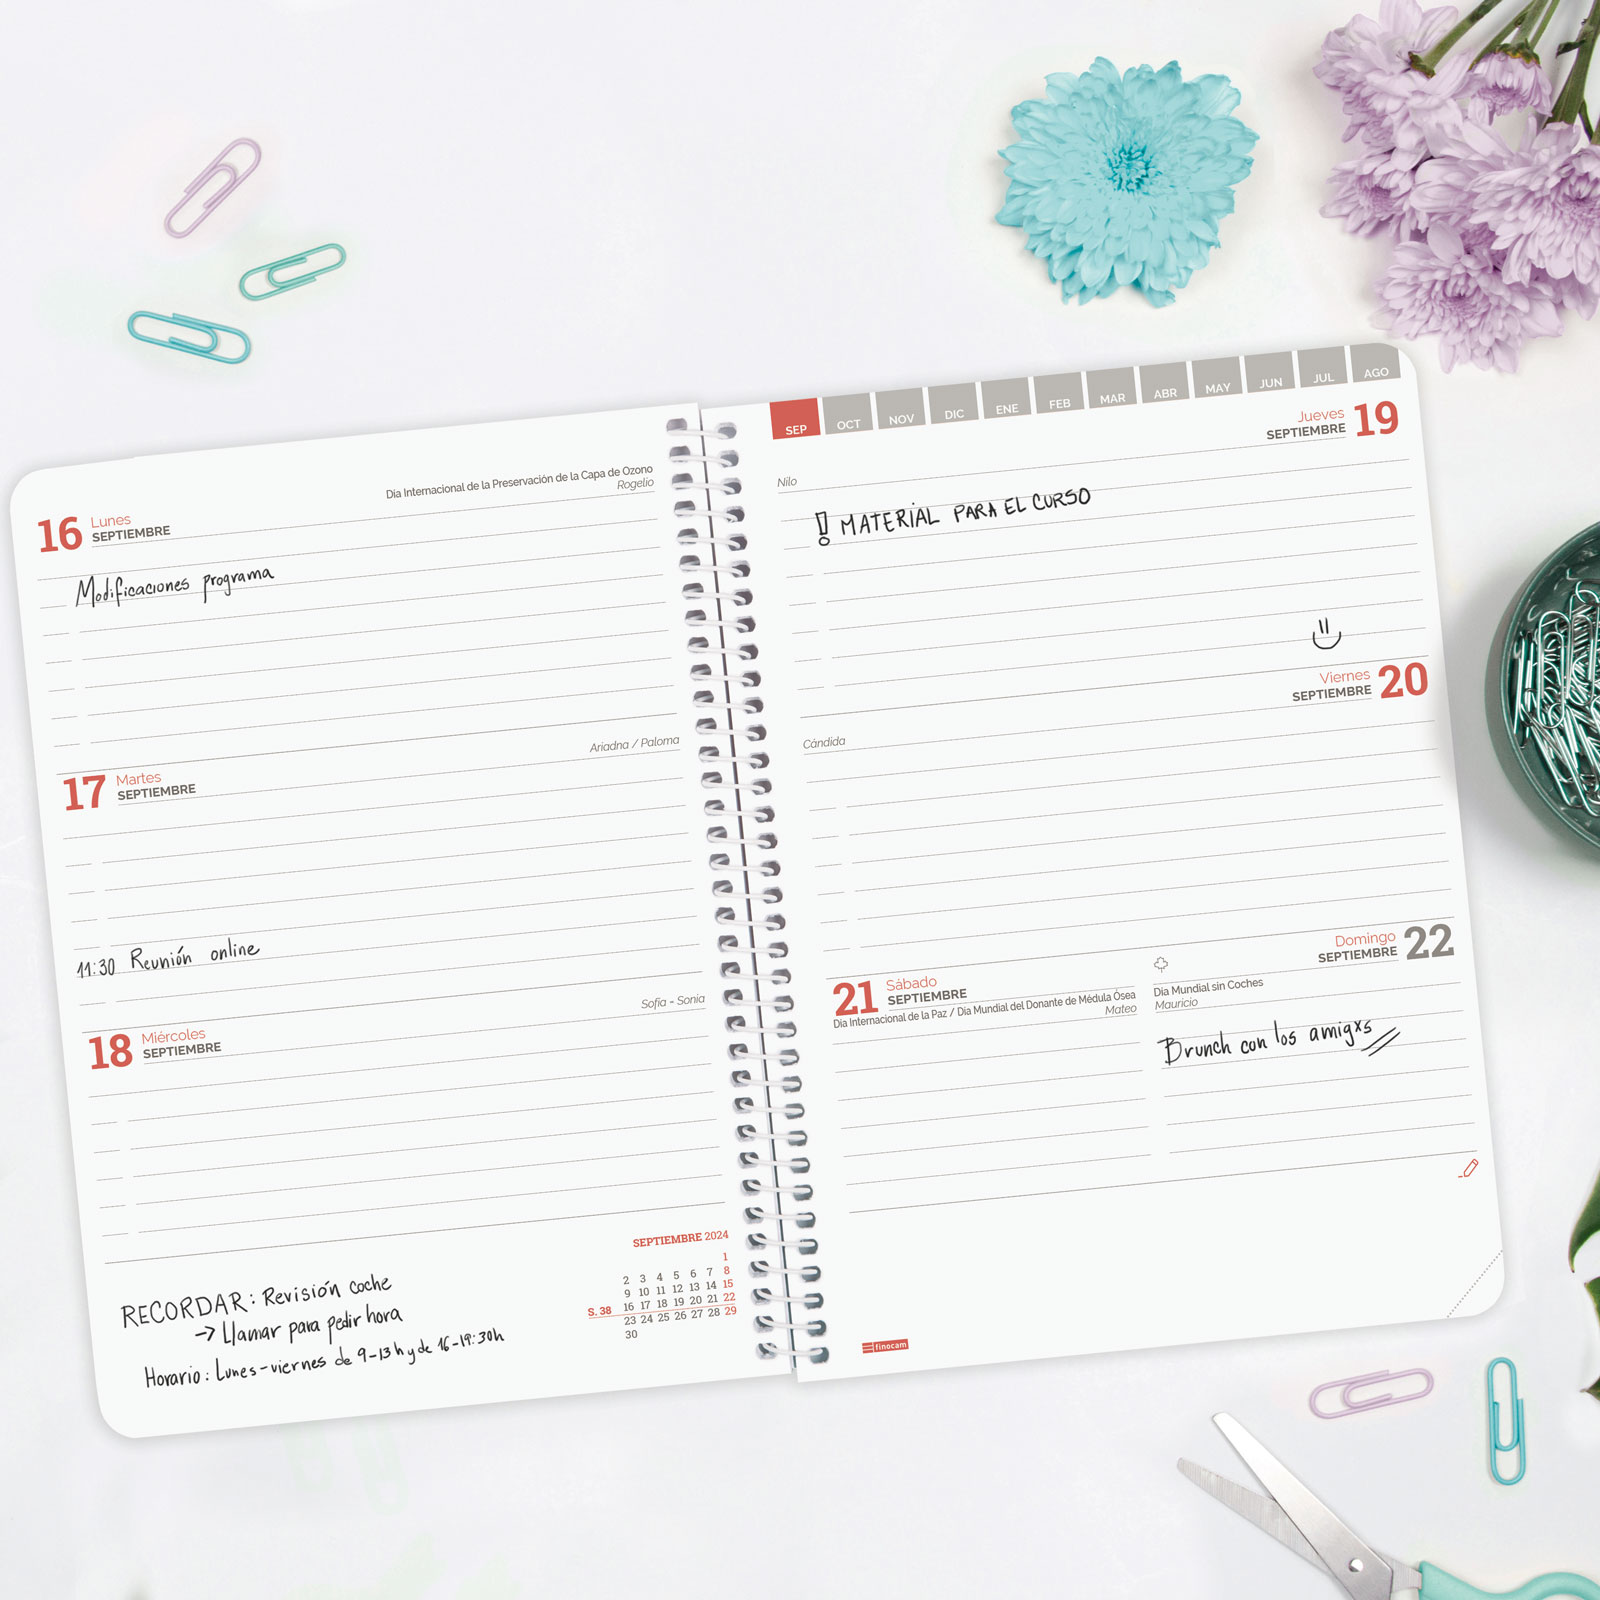 Dia Internacional de la Preservación de la Capa de Ozono
Rogelio
16 Lunes
SEPTIEMBRE
Modificaciones programa
Ariadna / Paloma
17 Martes
SEPTIEMBRE
11:30 Reunión online
Sofía - Sonia
18 Miércoles
SEPTIEMBRE
RECORDAR: Revisión coche
→ Llamar para pedir hora
Horario: Lunes-viernes de 9-13h y de 16-19:30h
SEPTIEMBRE 2024
1
2 3 4 5 6 7 8
9 10 11 12 13 14 15
S. 38 16 17 18 19 20 21 22
23 24 25 26 27 28 29
30
SEP OCT NOV DIC ENE FEB MAR ABR MAY JUN JUL AGO
Jueves 19
SEPTIEMBRE
Nilo
! MATERIAL PARA EL CURSO
Viernes 20
SEPTIEMBRE
Cándida
21 Sábado
SEPTIEMBRE
Dia Internacional de la Paz / Dia Mundial del Donante de Médula Ósea
Mateo
Domingo 22
SEPTIEMBRE
Dia Mundial sin Coches
Mauricio
Brunch con los amigxs
finocam